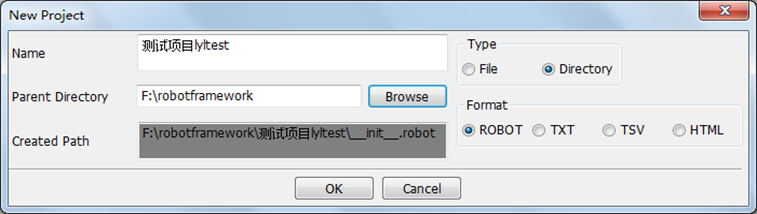 New Project
Name
测试项目lyltest
Parent Directory
F:\robotframework
Browse
Created Path
F:\robotframework\测试项目lyltest\__init__.robot
Type
File
Directory
Format
ROBOT
TXT
TSV
HTML
OK
Cancel